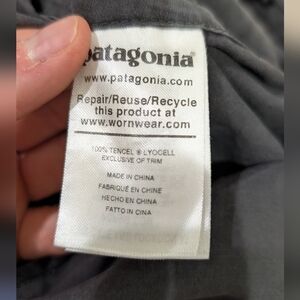 patagonia®
www.patagonia.com
Repair/Reuse/Recycle
this product at
www.wornwear.com
100% TENCEL ® LYOCELL
EXCLUSIVE OF TRIM
MADE IN CHINA
FABRIQUÉ EN CHINE
HECHO EN CHINA
FATTO IN CINA